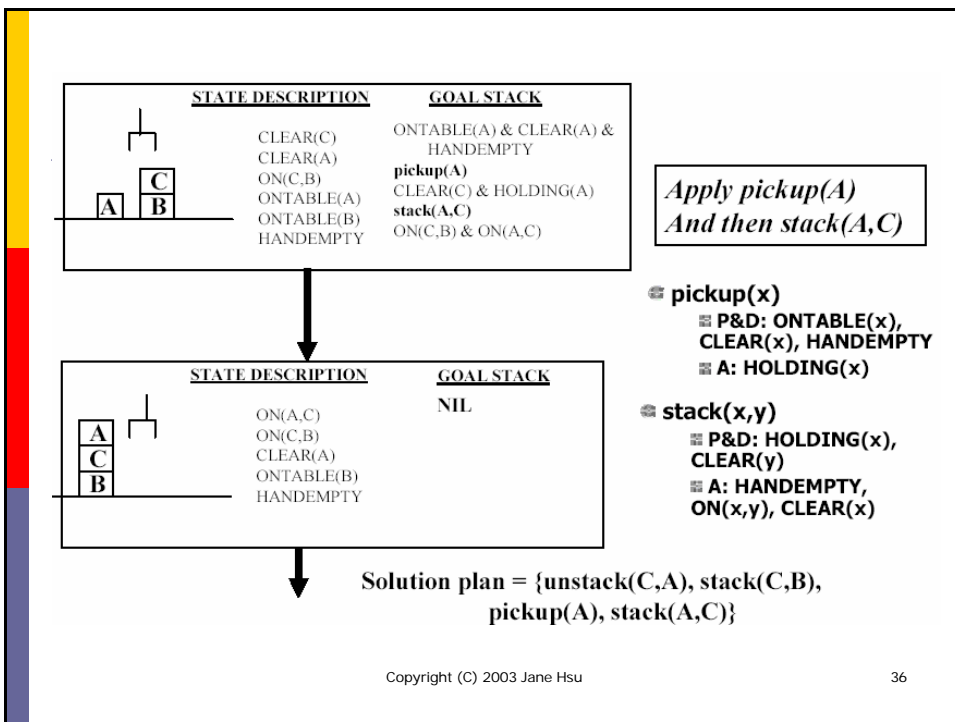 STATE DESCRIPTION
GOAL STACK
CLEAR(C)
CLEAR(A)
ON(C,B)
ONTABLE(A)
ONTABLE(B)
HANDEMPTY
ONTABLE(A) & CLEAR(A) &
HANDEMPTY
pickup(A)
CLEAR(C) & HOLDING(A)
stack(A,C)
ON(C,B) & ON(A,C)
C
A B
Apply pickup(A)
And then stack(A,C)
pickup(x)
P&D: ONTABLE(x),
CLEAR(x), HANDEMPTY
A: HOLDING(x)
stack(x,y)
P&D: HOLDING(x),
CLEAR(y)
A: HANDEMPTY,
ON(x,y), CLEAR(x)
STATE DESCRIPTION
GOAL STACK
ON(A,C)
ON(C,B)
CLEAR(A)
ONTABLE(B)
HANDEMPTY
NIL
A
C
B
Solution plan = {unstack(C,A), stack(C,B),
pickup(A), stack(A,C)}
Copyright (C) 2003 Jane Hsu
36